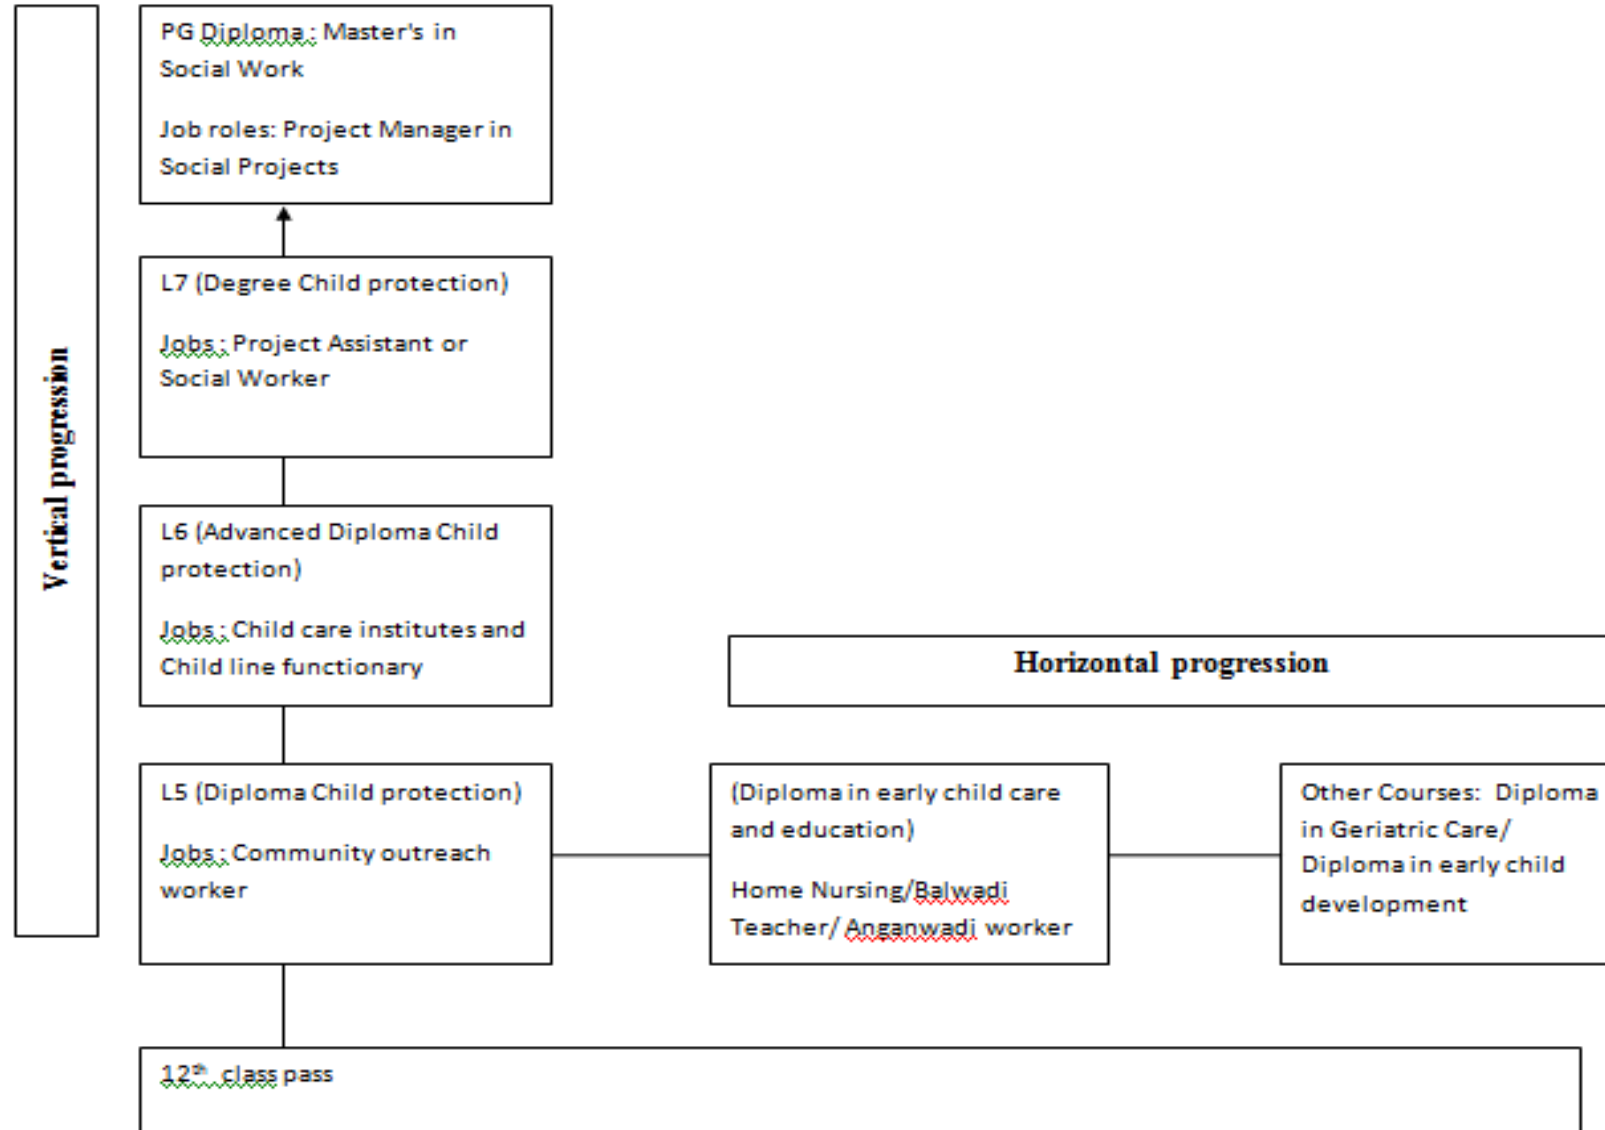 PG Diploma : Master's in
Social Work
Job roles: Project Manager in
Social Projects
Vertical progression
L7 (Degree Child protection)
Jobs : Project Assistant or
Social Worker
L6 (Advanced Diploma Child
protection)
Jobs : Child care institutes and
Child line functionary
Horizontal progression
L5 (Diploma Child protection)
Jobs : Community outreach
worker
(Diploma in early child care
and education)
Home Nursing/Balwadi
Teacher/ Anganwadi worker
Other Courses: Diploma
in Geriatric Care/
Diploma in early child
development
12th class pass